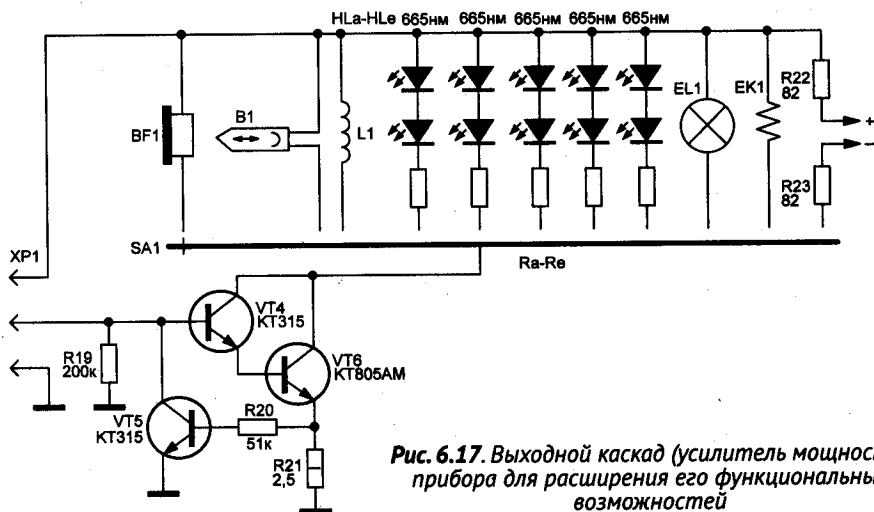 HLa-HLe 665нм 665нм 665нм 665нм 665нм
BF1
B1
L1
EL1
EK1
R22
82
+
−
R23
82
SA1
Ra-Re
XP1
VT4
КТ315
R19
200к
VT6
КТ805АМ
VT5
КТ315
R20
51к
R21
2,5
Рис. 6.17. Выходной каскад (усилитель мощнос
прибора для расширения его функциональны
возможностей